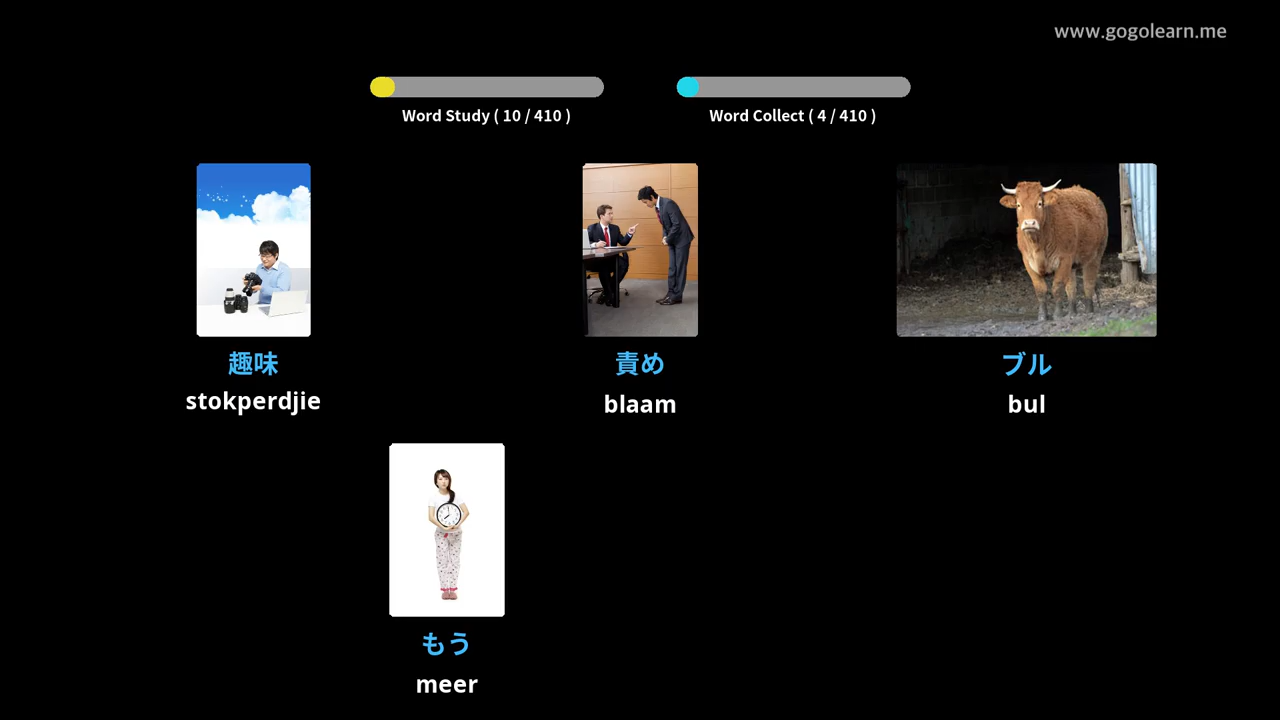 www.gogolearn.me
Word Study ( 10 / 410 )
Word Collect ( 4 / 410 )
趣味
stokperdjie
責め
blaam
ブル
bul
もう
meer